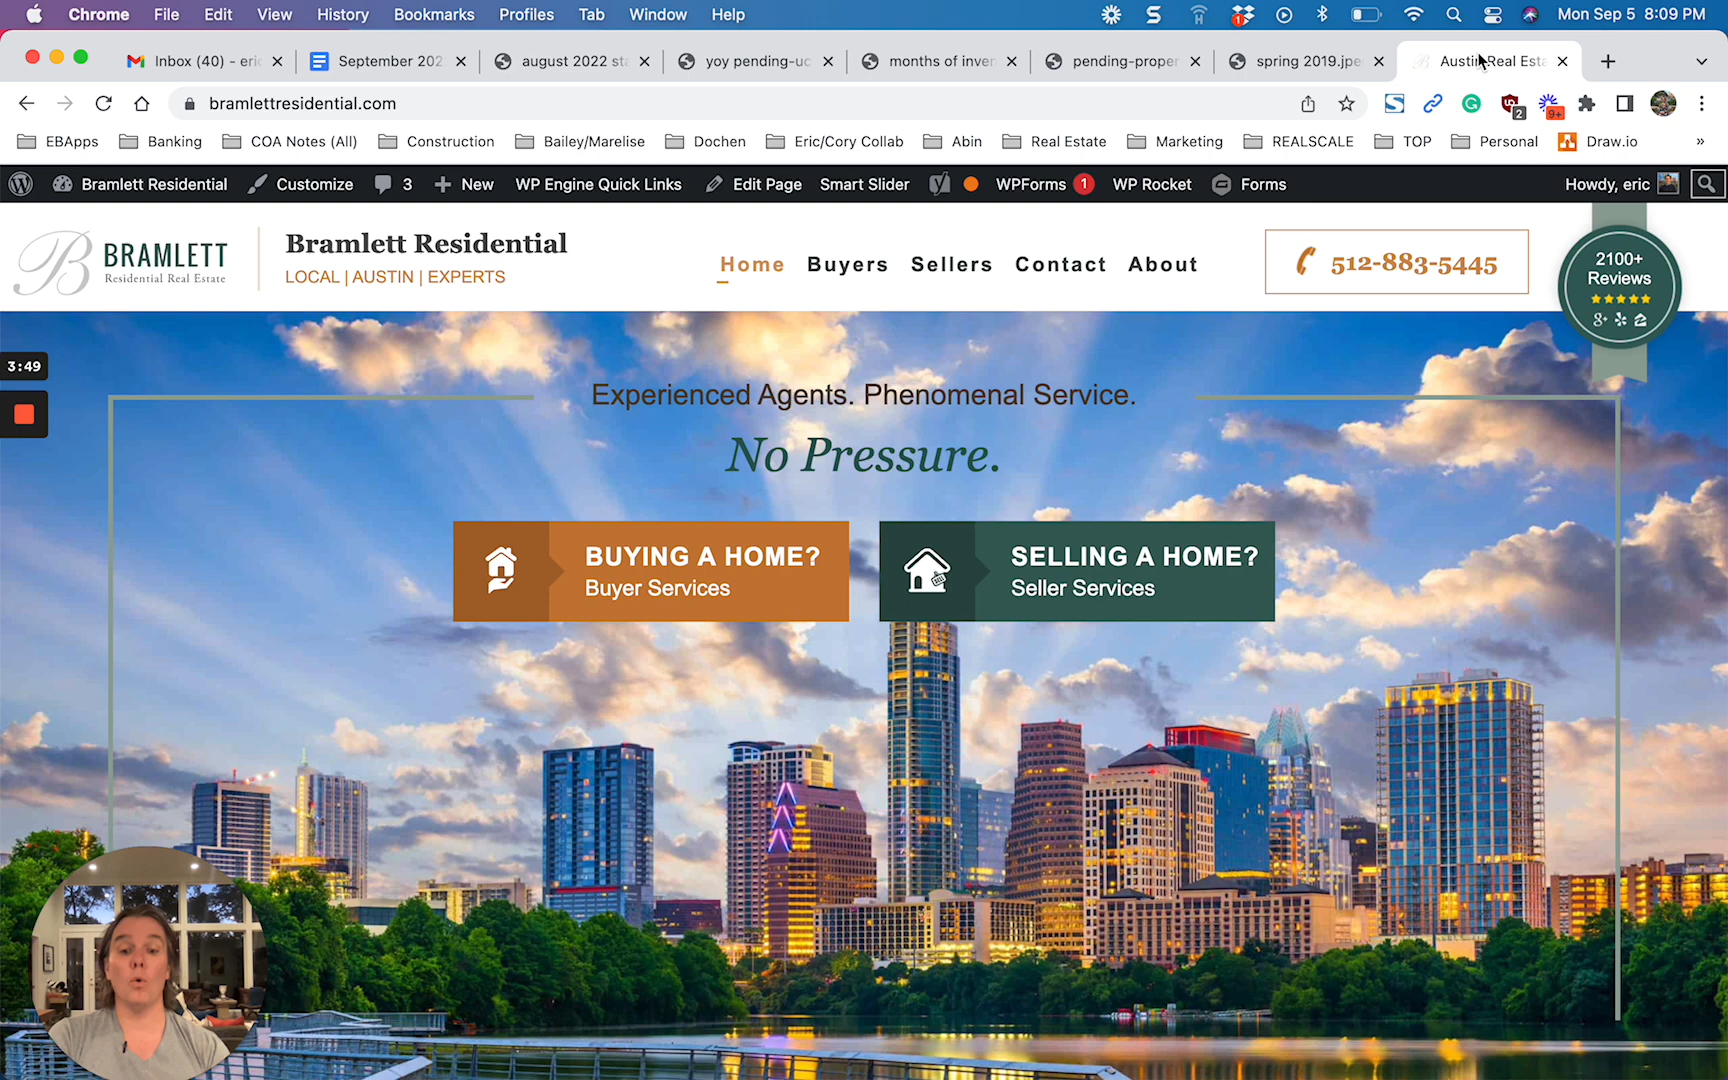 Chrome File Edit View History Bookmarks Profiles Tab Window Help
1
Mon Sep 5 8:09 PM
Inbox (40) - eric
September 202
august 2022 sta
yoy pending-uc
months of inven
pending-proper
spring 2019.jpe
Austin Real Esta
bramlettresidential.com
2
9+
EBApps Banking COA Notes (All) Construction Bailey/Marelise Dochen Eric/Cory Collab Abin Real Estate Marketing REALSCALE TOP Personal Draw.io »
Bramlett Residential Customize 3 New WP Engine Quick Links Edit Page Smart Slider WPForms 1 WP Rocket Forms Howdy, eric
B BRAMLETT
Residential Real Estate
Bramlett Residential
LOCAL | AUSTIN | EXPERTS
Home Buyers Sellers Contact About
512-883-5445
2100+
Reviews
3:49
Experienced Agents. Phenomenal Service.
No Pressure.
BUYING A HOME?
Buyer Services
SELLING A HOME?
Seller Services